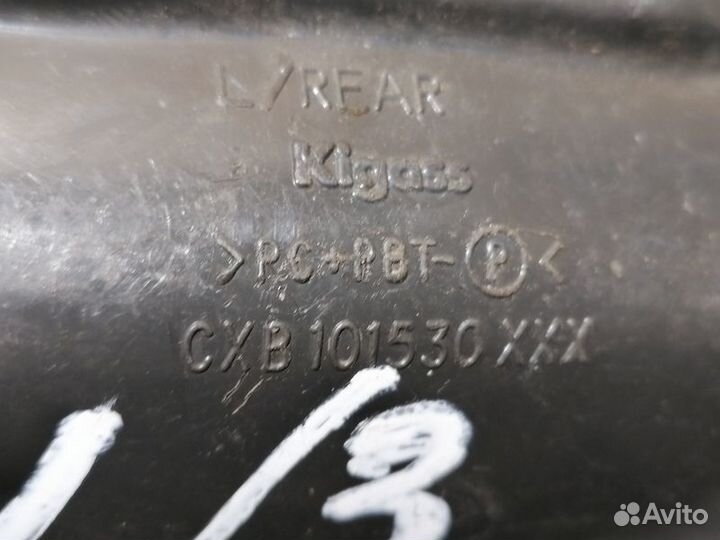 L/REAR
Kigass
>PC+PBT-P<
CXB 101530 XXX
1/3
Avito